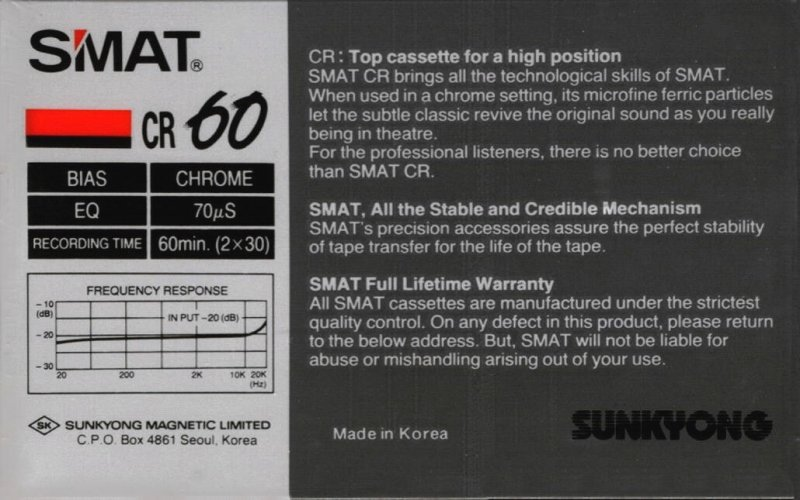 SMAT®
CR 60
BIAS CHROME
EQ 70µS
RECORDING TIME 60min. (2×30)
FREQUENCY RESPONSE
-10
(dB)
IN PUT -20 (dB)
-20
-30
20 200 2K 10K 20K
(Hz)
SK SUNKYONG MAGNETIC LIMITED
C.P.O. Box 4861 Seoul, Korea
CR: Top cassette for a high position
SMAT CR brings all the technological skills of SMAT.
When used in a chrome setting, its microfine ferric particles
let the subtle classic revive the original sound as you really
being in theatre.
For the professional listeners, there is no better choice
than SMAT CR.
SMAT, All the Stable and Credible Mechanism
SMAT's precision accessories assure the perfect stability
of tape transfer for the life of the tape.
SMAT Full Lifetime Warranty
All SMAT cassettes are manufactured under the strictest
quality control. On any defect in this product, please return
to the below address. But, SMAT will not be liable for
abuse or mishandling arising out of your use.
Made in Korea
SUNKYONG